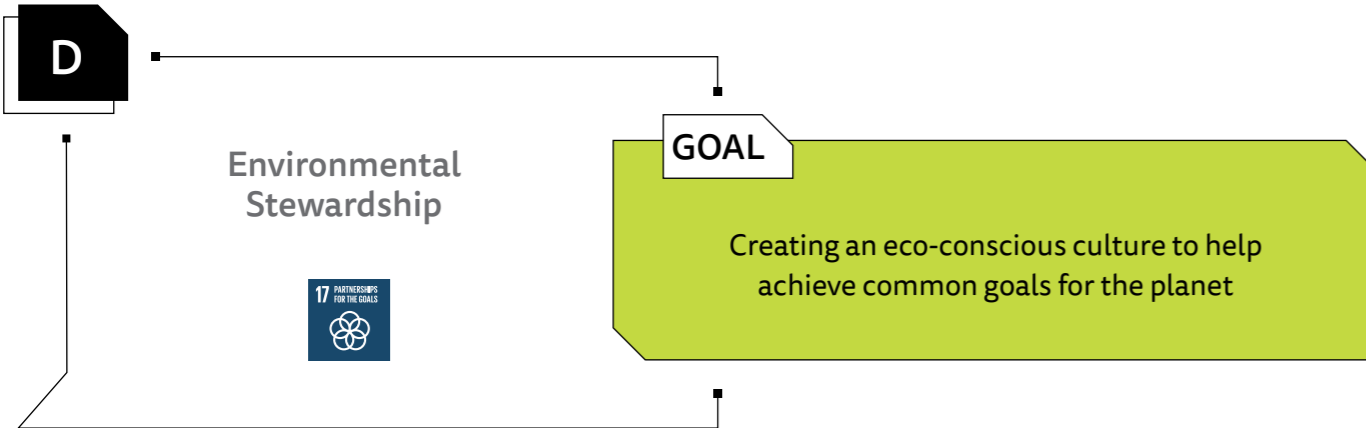 D
Environmental
Stewardship
17 PARTNERSHIPS
FOR THE GOALS
GOAL
Creating an eco-conscious culture to help
achieve common goals for the planet